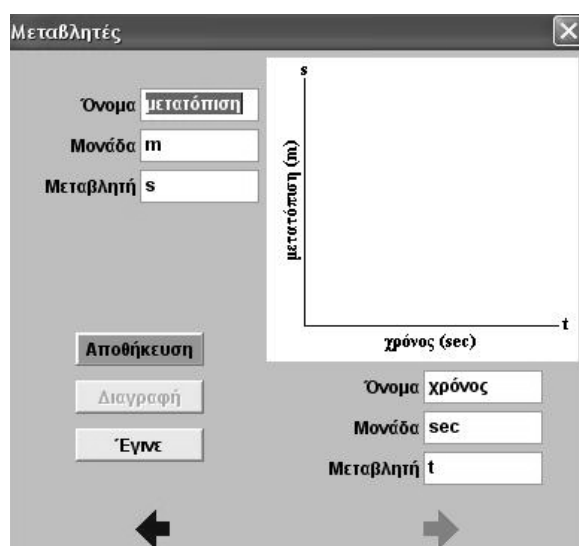 Μεταβλητές
Όνομα μετατόπιση
Μονάδα m
Μεταβλητή s
s
μετατόπιση (m)
t
χρόνος (sec)
Αποθήκευση
Διαγραφή
Έγινε
Όνομα χρόνος
Μονάδα sec
Μεταβλητή t